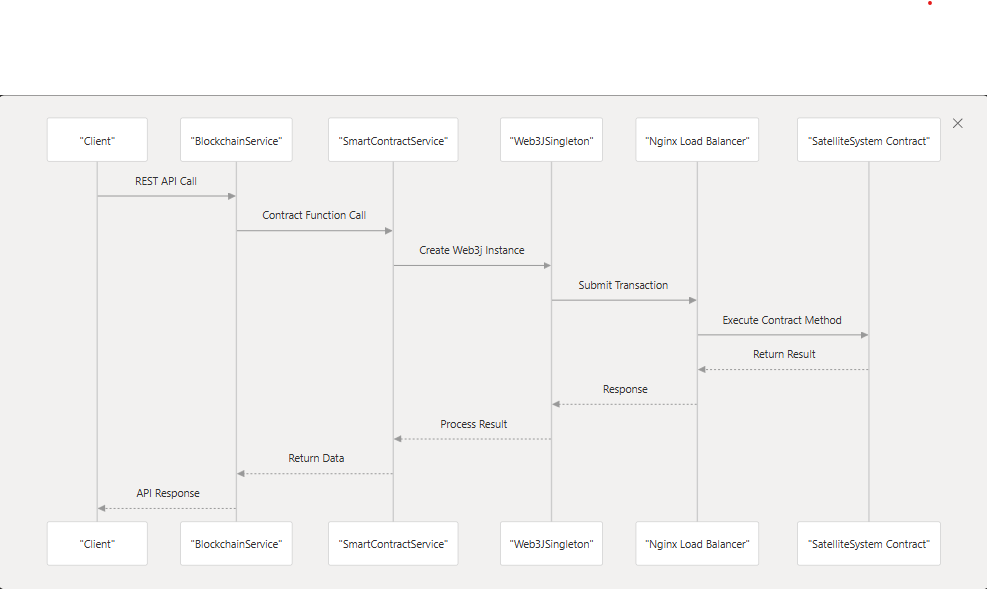 "Client"
"BlockchainService"
"SmartContractService"
"Web3JSingleton"
"Nginx Load Balancer"
"SatelliteSystem Contract"
REST API Call
Contract Function Call
Create Web3j Instance
Submit Transaction
Execute Contract Method
Return Result
Response
Process Result
Return Data
API Response
"Client"
"BlockchainService"
"SmartContractService"
"Web3JSingleton"
"Nginx Load Balancer"
"SatelliteSystem Contract"